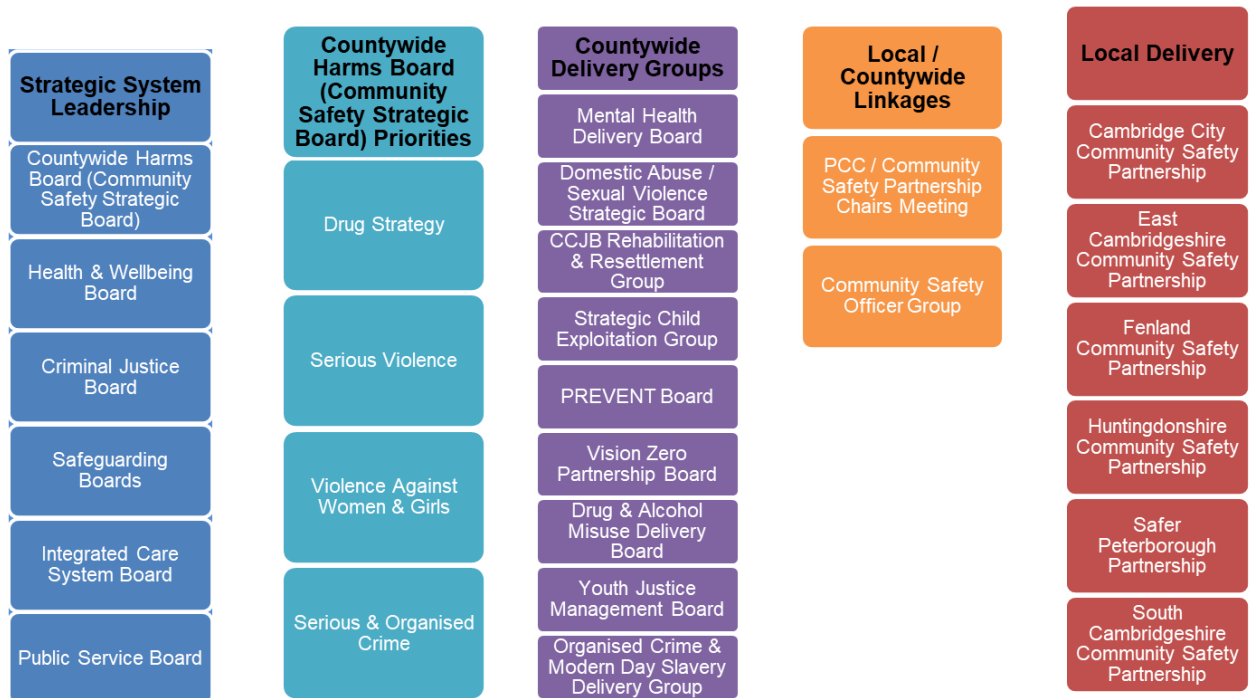 Strategic System
Leadership
Countywide Harms
Board (Community
Safety Strategic
Board)
Health & Wellbeing
Board
Criminal Justice
Board
Safeguarding
Boards
Integrated Care
System Board
Public Service Board
Countywide
Harms Board
(Community
Safety Strategic
Board) Priorities
Drug Strategy
Serious Violence
Violence Against
Women & Girls
Serious & Organised
Crime
Countywide
Delivery Groups
Mental Health
Delivery Board
Domestic Abuse /
Sexual Violence
Strategic Board
CCJB Rehabilitation
& Resettlement
Group
Strategic Child
Exploitation Group
PREVENT Board
Vision Zero
Partnership Board
Drug & Alcohol
Misuse Delivery
Board
Youth Justice
Management Board
Organised Crime &
Modern Day Slavery
Delivery Group
Local /
Countywide
Linkages
PCC / Community
Safety Partnership
Chairs Meeting
Community Safety
Officer Group
Local Delivery
Cambridge City
Community Safety
Partnership
East
Cambridgeshire
Community Safety
Partnership
Fenland
Community Safety
Partnership
Huntingdonshire
Community Safety
Partnership
Safer
Peterborough
Partnership
South
Cambridgeshire
Community Safety
Partnership